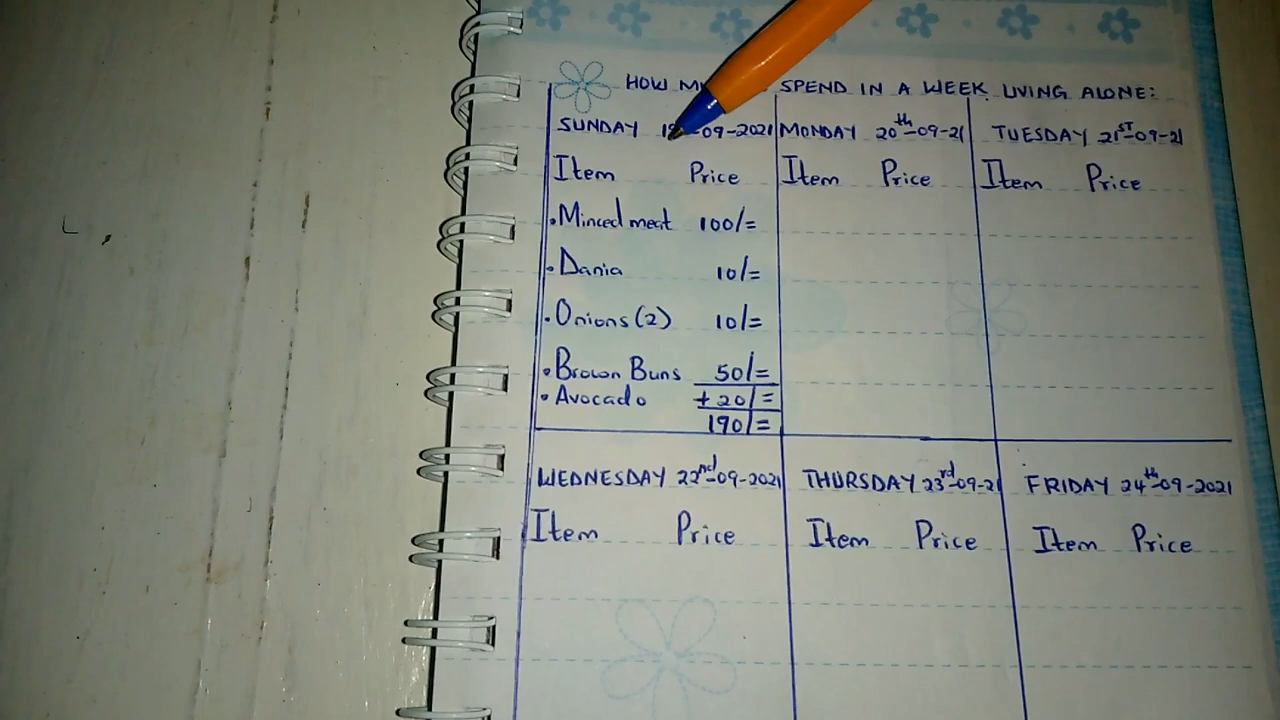 HOW SPEND IN A WEEK LIVING ALONE:
SUNDAY -09-2021
Item Price
• Minced meat 100/=
• Dania 10/=
• Onions (2) 10/=
• Brown Buns 50/=
• Avocado + 20/=
190/=
MONDAY 20th-09-21
Item Price
TUESDAY 21ST-09-21
Item Price
WEDNESDAY 22nd-09-2021
Item Price
THURSDAY 23rd-09-21
Item Price
FRIDAY 24th-09-2021
Item Price